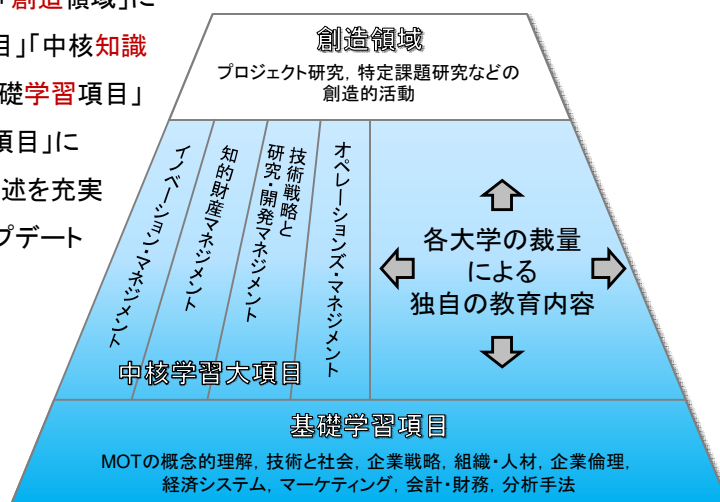 「創造領域」に
目」「中核知識
礎学習項目」
項目」に
述を充実
プデート
創造領域
プロジェクト研究, 特定課題研究などの
創造的活動
イノベーション・マネジメント
知的財産マネジメント
技術戦略と
研究・開発マネジメント
オペレーションズ・マネジメント
各大学の裁量
による
独自の教育内容
中核学習大項目
基礎学習項目
MOTの概念的理解, 技術と社会, 企業戦略, 組織・人材, 企業倫理,
経済システム, マーケティング, 会計・財務, 分析手法